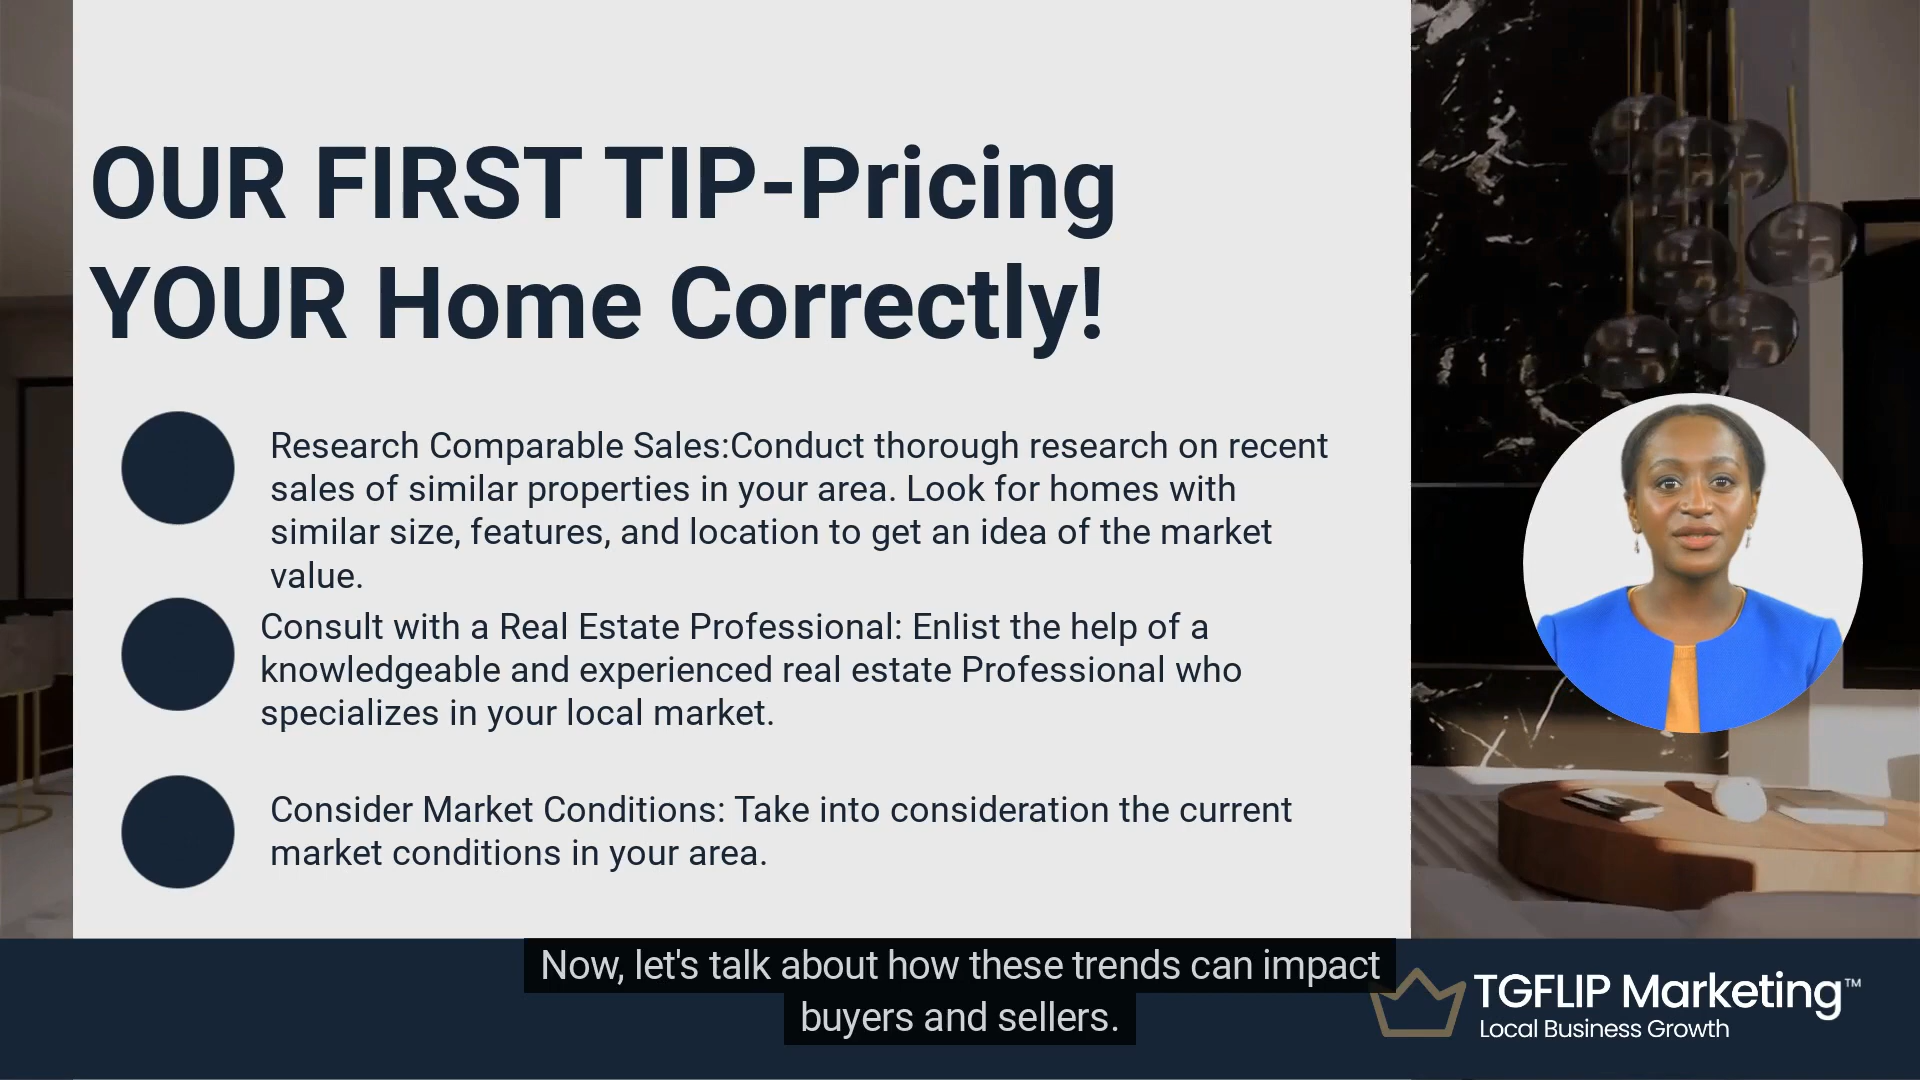 OUR FIRST TIP-Pricing
YOUR Home Correctly!
Research Comparable Sales:Conduct thorough research on recent
sales of similar properties in your area. Look for homes with
similar size, features, and location to get an idea of the market
value.
Consult with a Real Estate Professional: Enlist the help of a
knowledgeable and experienced real estate Professional who
specializes in your local market.
Consider Market Conditions: Take into consideration the current
market conditions in your area.
Now, let's talk about how these trends can impact
buyers and sellers.
TGFLIP Marketing™
Local Business Growth